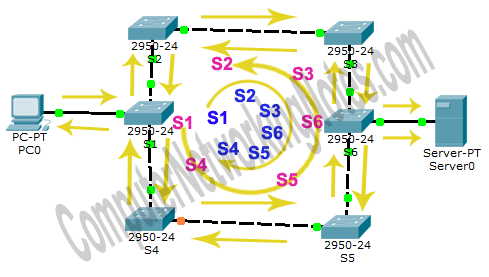 2950-24
S2
2950-24
S3
S2
S3
S2
S3
S1
S6
S4
S5
S1
S6
S4
S5
PC-PT
PC0
2950-24
S1
2950-24
S6
Server-PT
Server0
2950-24
S4
2950-24
S5
ComputerNetworkingNotes.com